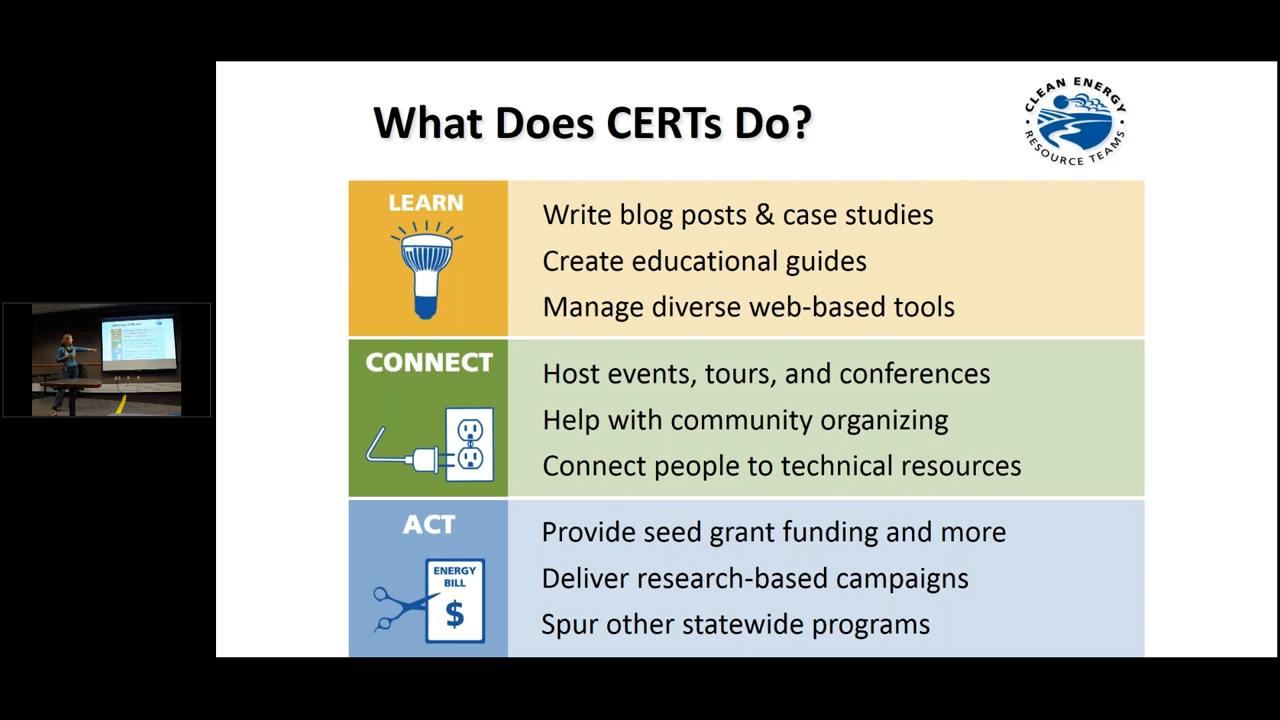 What Does CERTs Do?
CLEAN ENERGY
RESOURCE TEAMS
LEARN
Write blog posts & case studies
Create educational guides
Manage diverse web-based tools
CONNECT
Host events, tours, and conferences
Help with community organizing
Connect people to technical resources
ACT
ENERGY
BILL
$
Provide seed grant funding and more
Deliver research-based campaigns
Spur other statewide programs